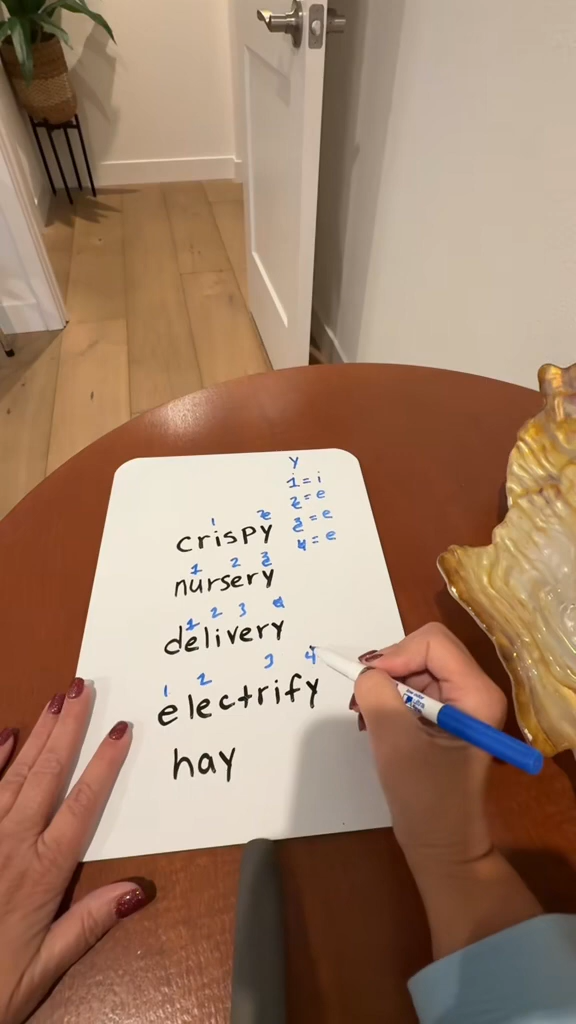 y
1 = i
2 = e
3 = e
4 = e
1 2
crispy
1 2 3
nursery
1 2 3 4
delivery
1 2 3 4
electrify
hay